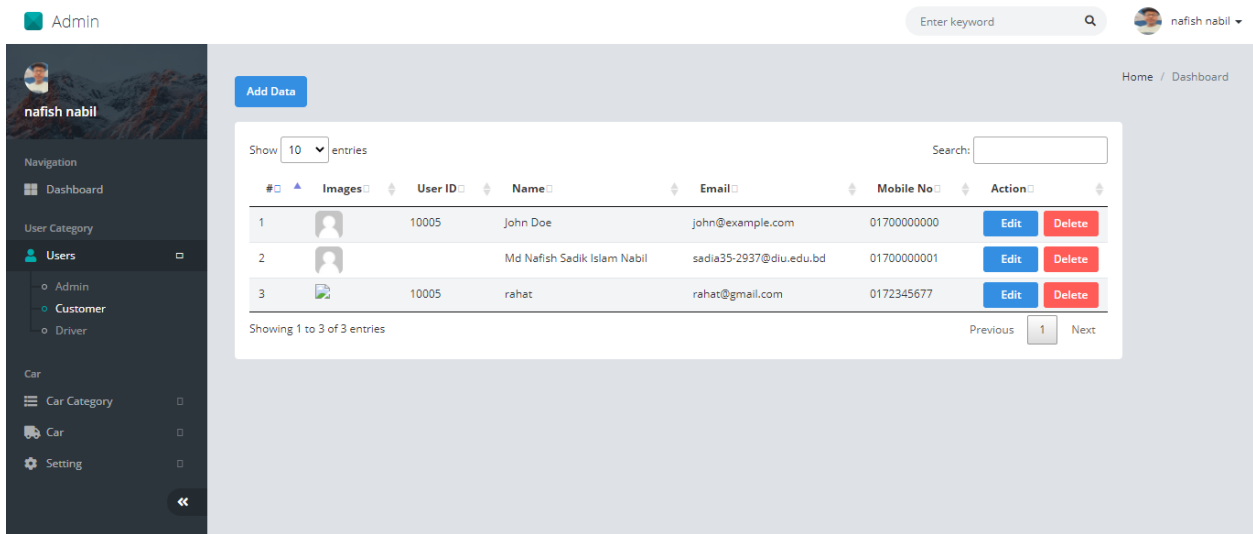 Admin
Enter keyword
nafish nabil
nafish nabil
Navigation
Dashboard
User Category
Users
Admin
Customer
Driver
Car
Car Category
Car
Setting
Add Data
Home / Dashboard
Show 10 entries
Search:
# Images User ID Name Email Mobile No Action
1 10005 John Doe john@example.com 01700000000 Edit Delete
2 Md Nafish Sadik Islam Nabil sadia35-2937@diu.edu.bd 01700000001 Edit Delete
3 10005 rahat rahat@gmail.com 0172345677 Edit Delete
Showing 1 to 3 of 3 entries
Previous 1 Next